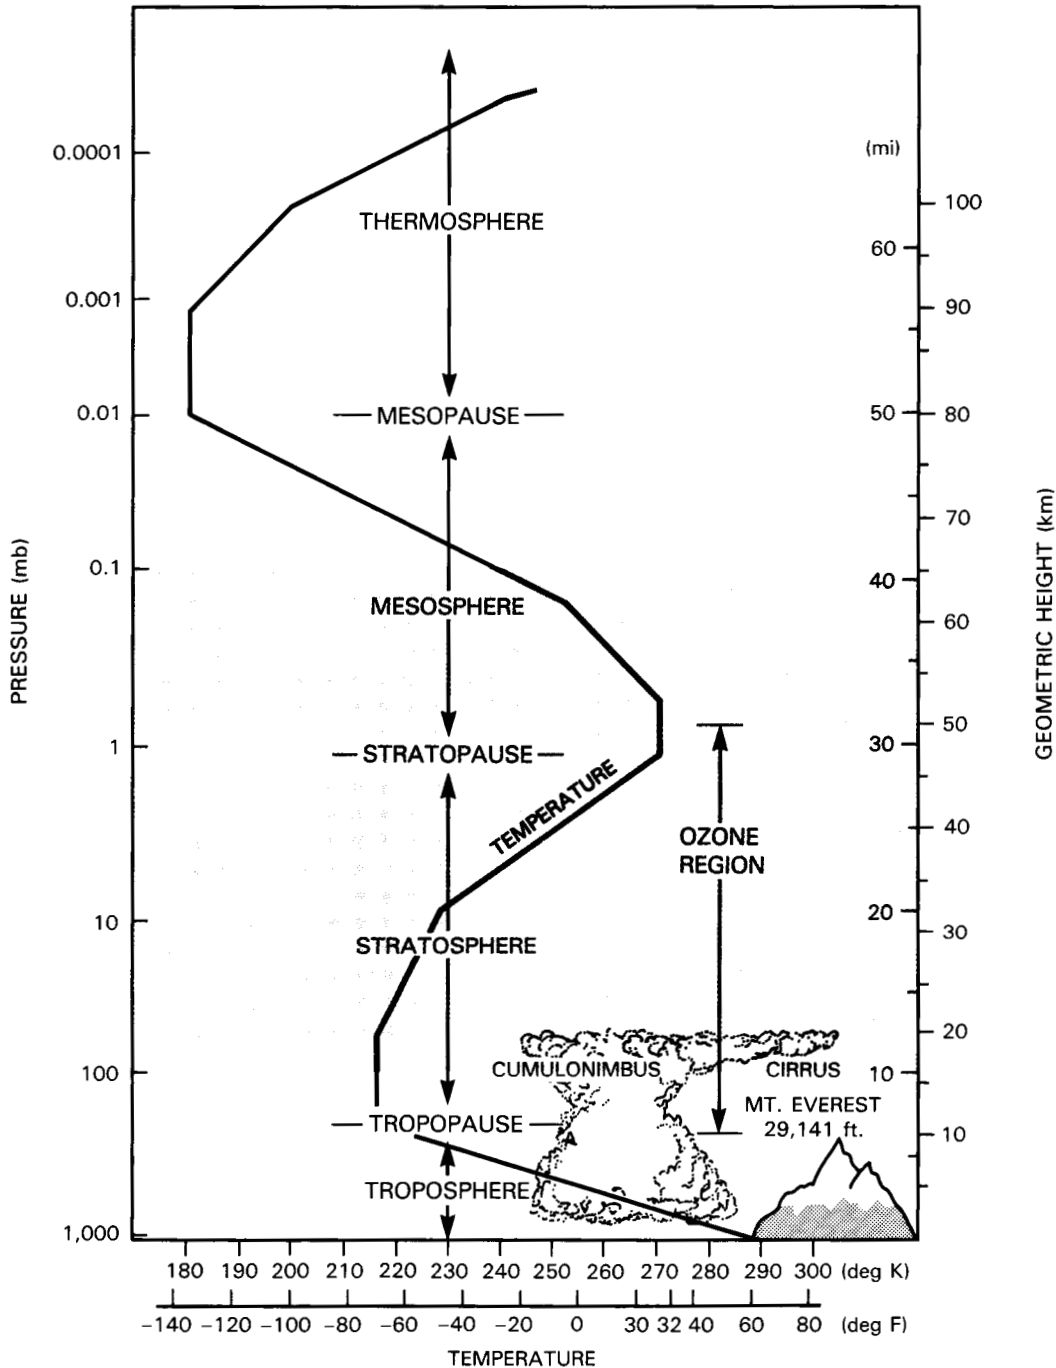 0.0001
(mi)
100
THERMOSPHERE
60
0.001
90
0.01
MESOPAUSE
50
80
70
PRESSURE (mb)
GEOMETRIC HEIGHT (km)
0.1
40
MESOSPHERE
60
50
1
STRATOPAUSE
30
TEMPERATURE
OZONE
REGION
40
10
20
30
STRATOSPHERE
20
CUMULONIMBUS
CIRRUS
100
10
MT. EVEREST
29,141 ft.
TROPOPAUSE
10
TROPOSPHERE
1,000
180 190 200 210 220 230 240 250 260 270 280 290 300 (deg K)
−140 −120 −100 −80 −60 −40 −20 0 30 32 40 60 80 (deg F)
TEMPERATURE